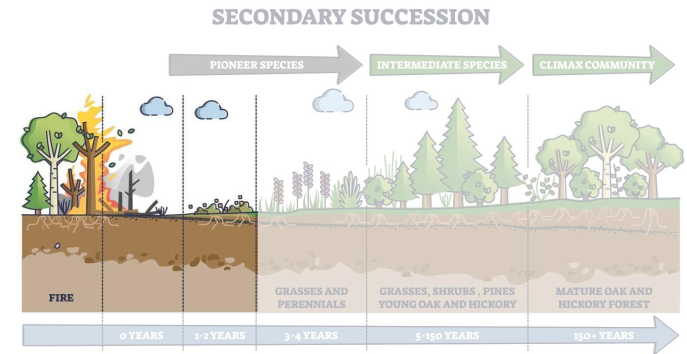 SECONDARY SUCCESSION
PIONEER SPECIES
INTERMEDIATE SPECIES
CLIMAX COMMUNITY
FIRE
GRASSES AND
PERENNIALS
GRASSES, SHRUBS , PINES
YOUNG OAK AND HICKORY
MATURE OAK AND
HICKORY FOREST
0 YEARS
1-2 YEARS
3-4 YEARS
5-150 YEARS
150+ YEARS